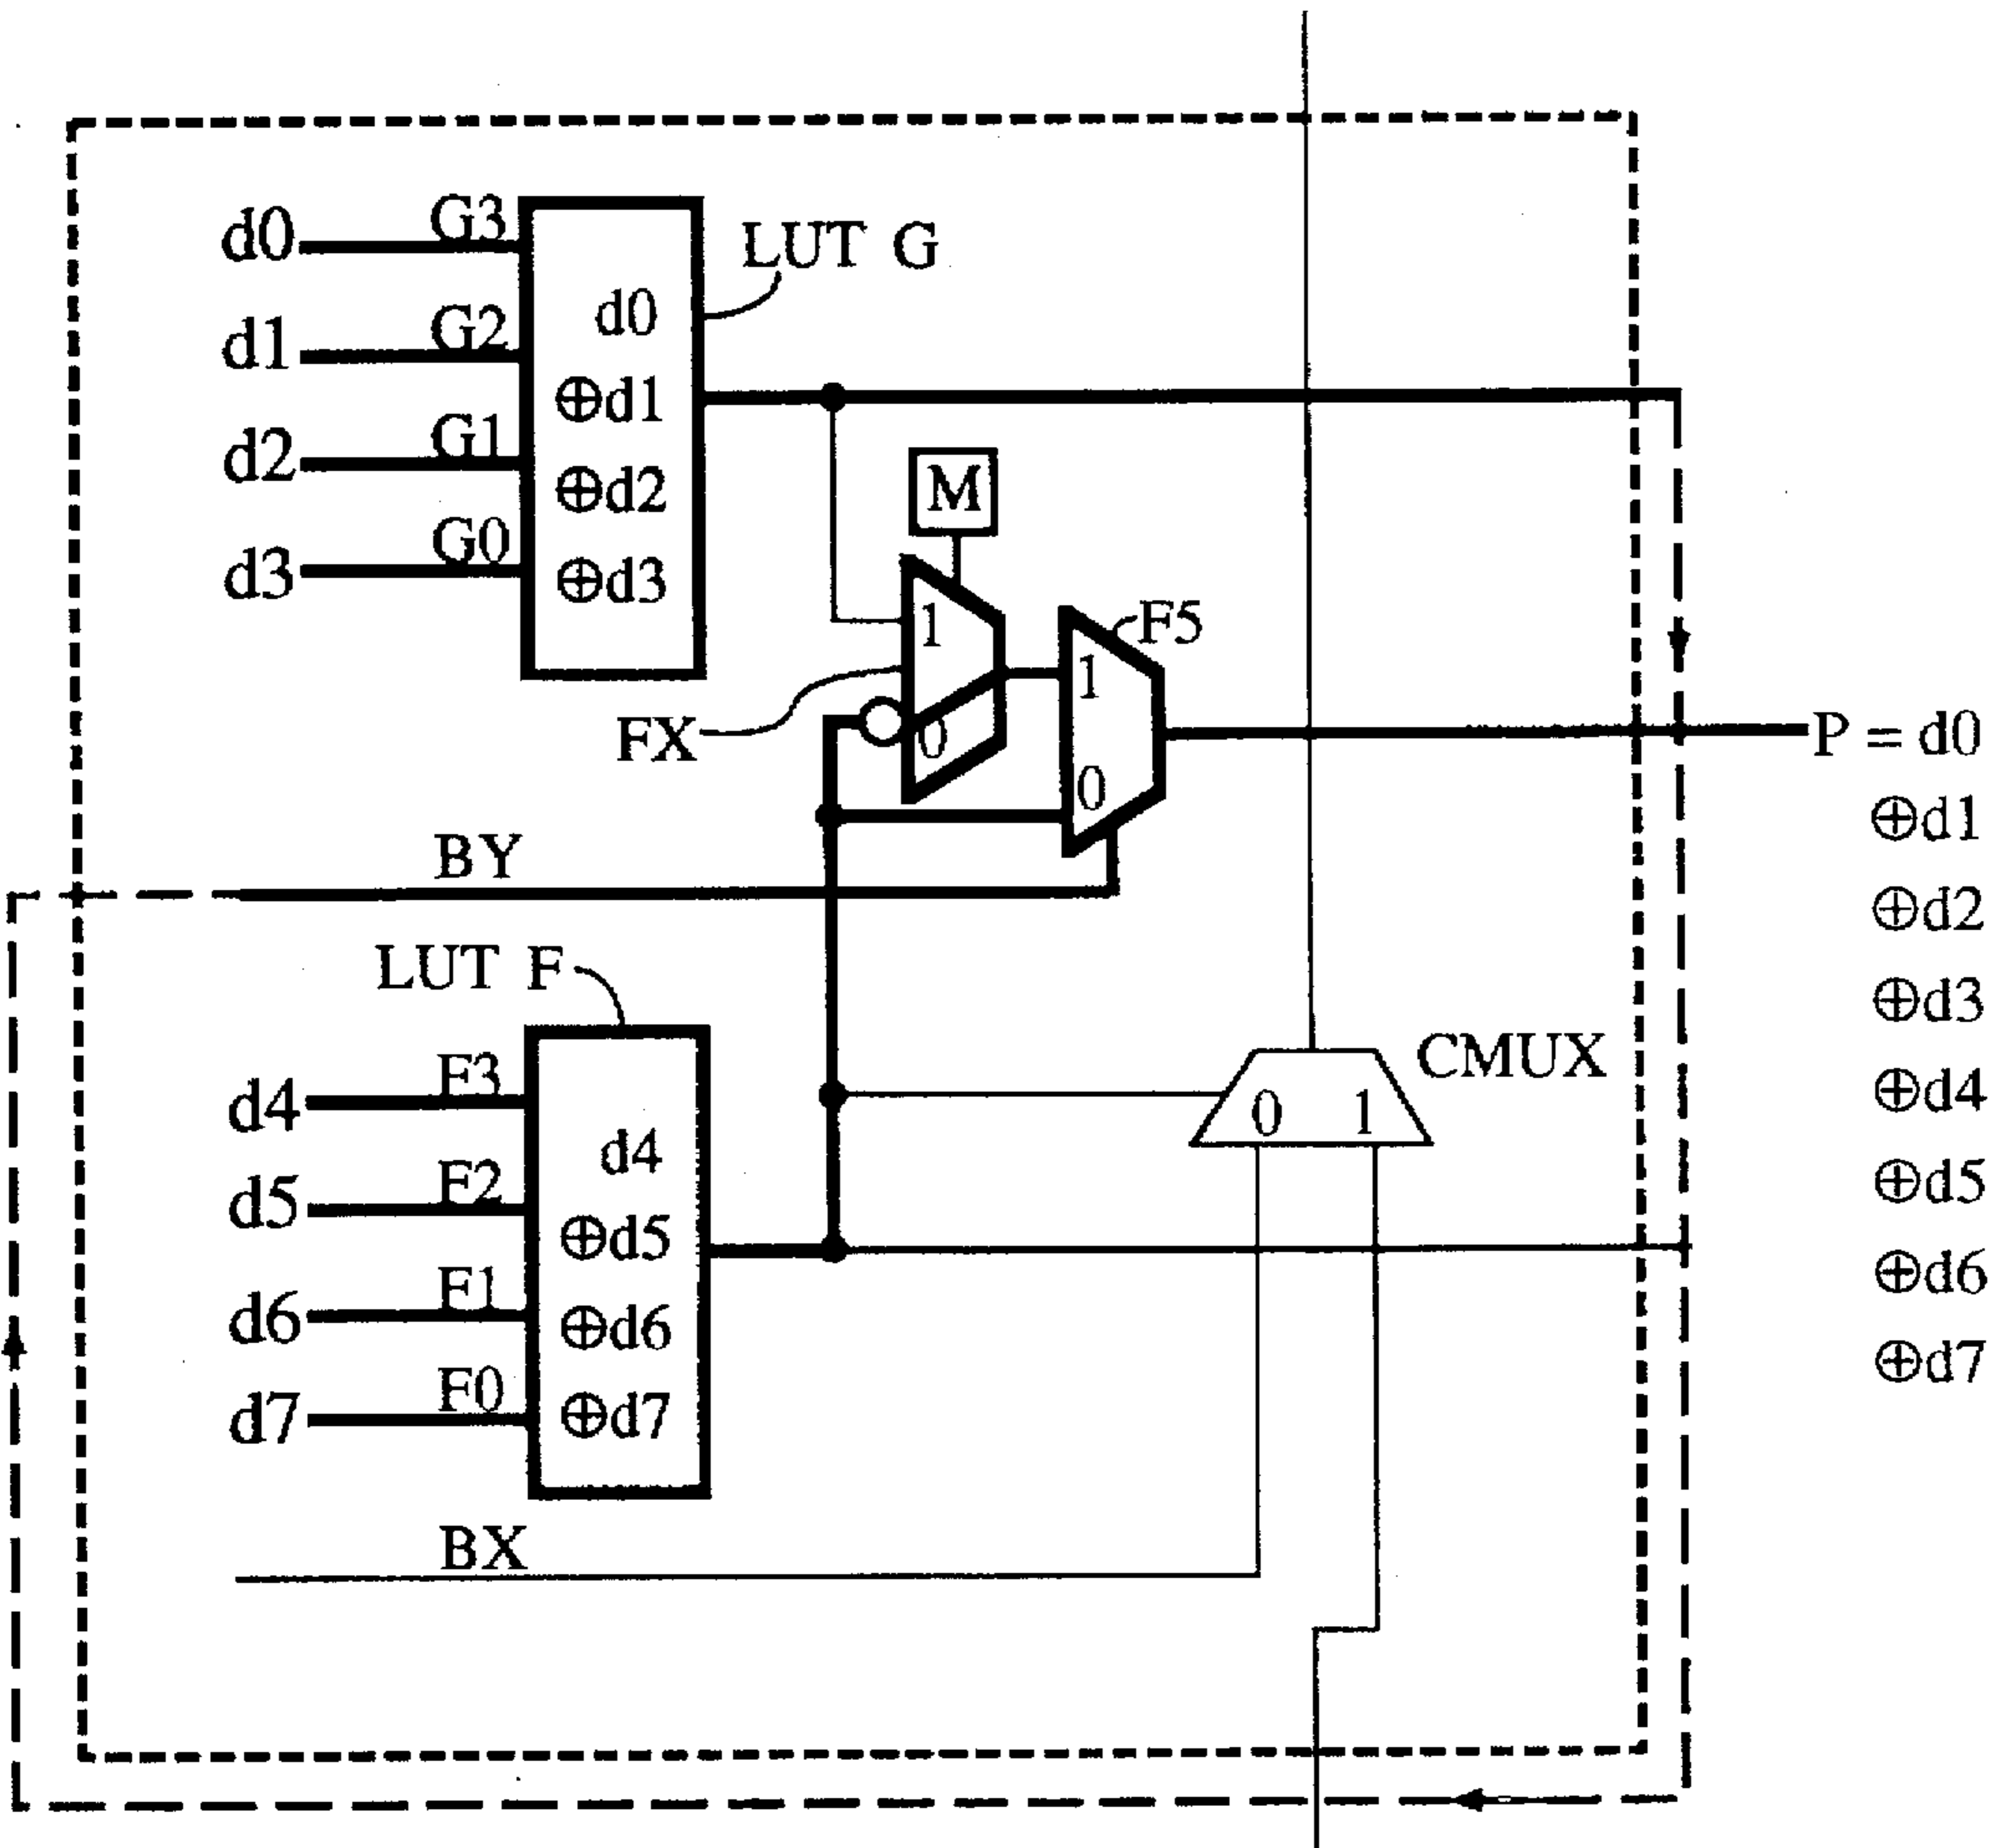 d0 G3
d1 G2
d2 G1
d3 G0
d0
⊕d1
⊕d2
⊕d3
LUT G
M
1
0
FX
F5
1
0
P = d0
⊕d1
⊕d2
⊕d3
⊕d4
⊕d5
⊕d6
⊕d7
BY
LUT F
d4 F3
d5 F2
d6 F1
d7 F0
d4
⊕d5
⊕d6
⊕d7
CMUX
0 1
BX